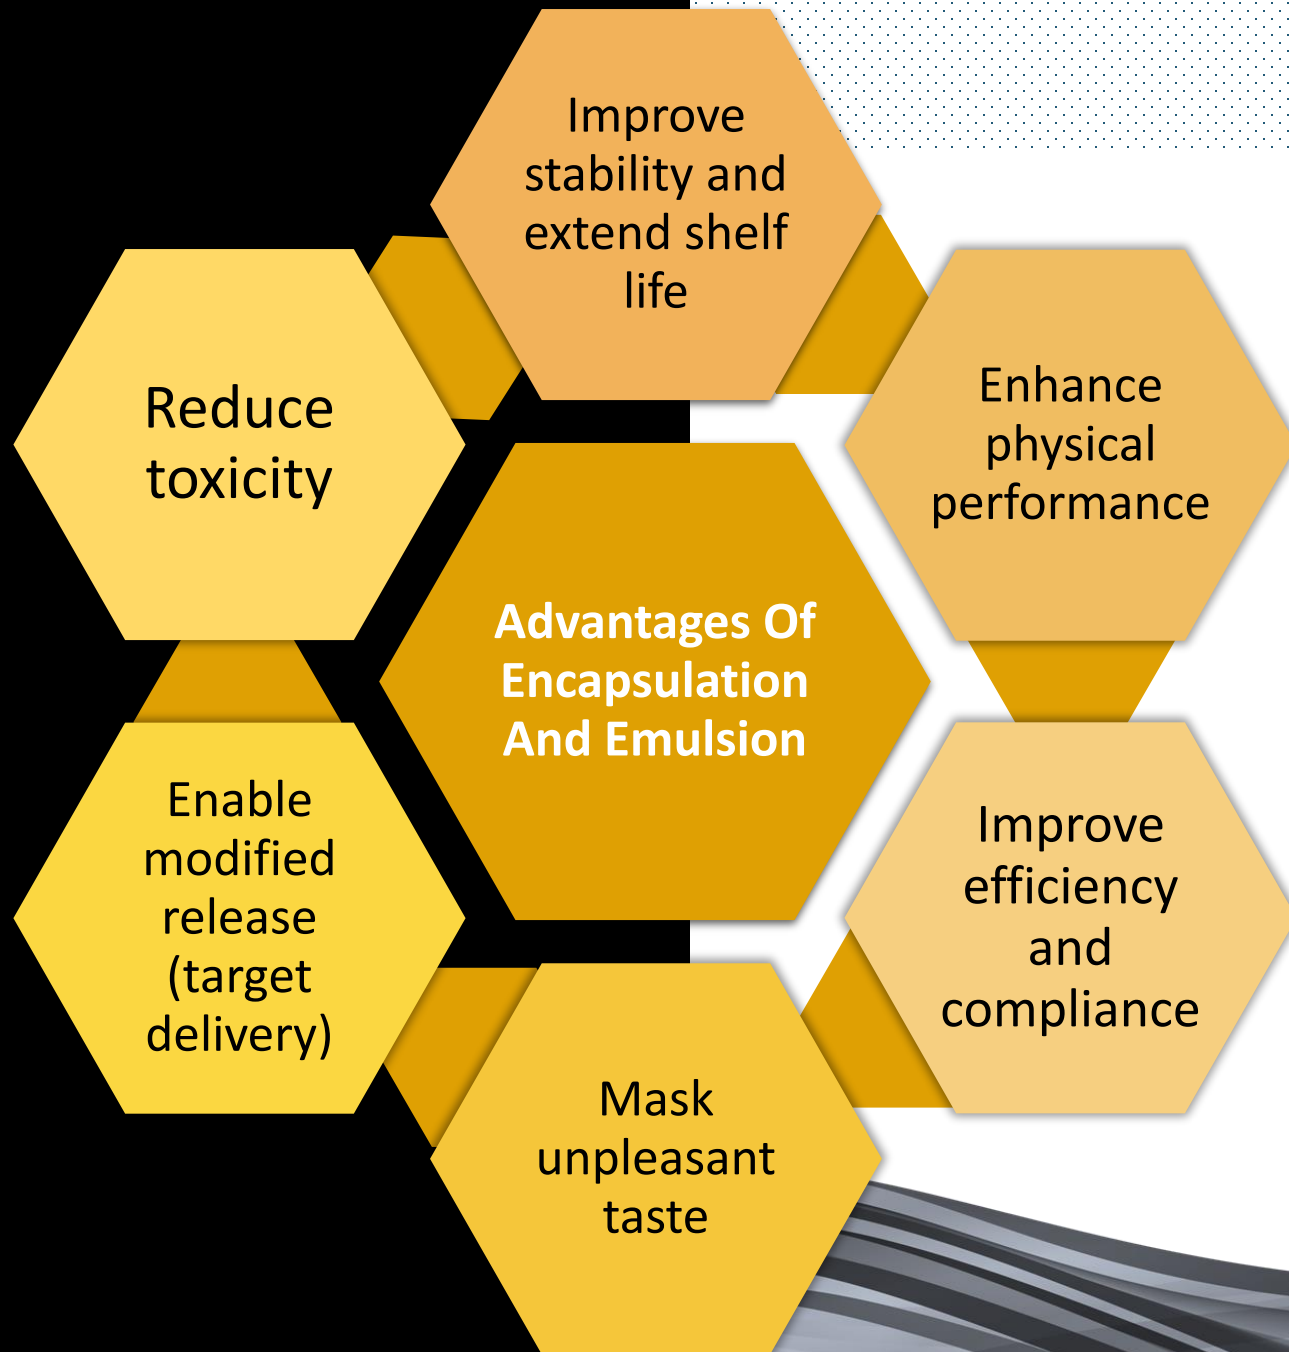 Improve
stability and
extend shelf
life
Enhance
physical
performance
Improve
efficiency
and
compliance
Mask
unpleasant
taste
Enable
modified
release
(target
delivery)
Reduce
toxicity
Advantages Of
Encapsulation
And Emulsion